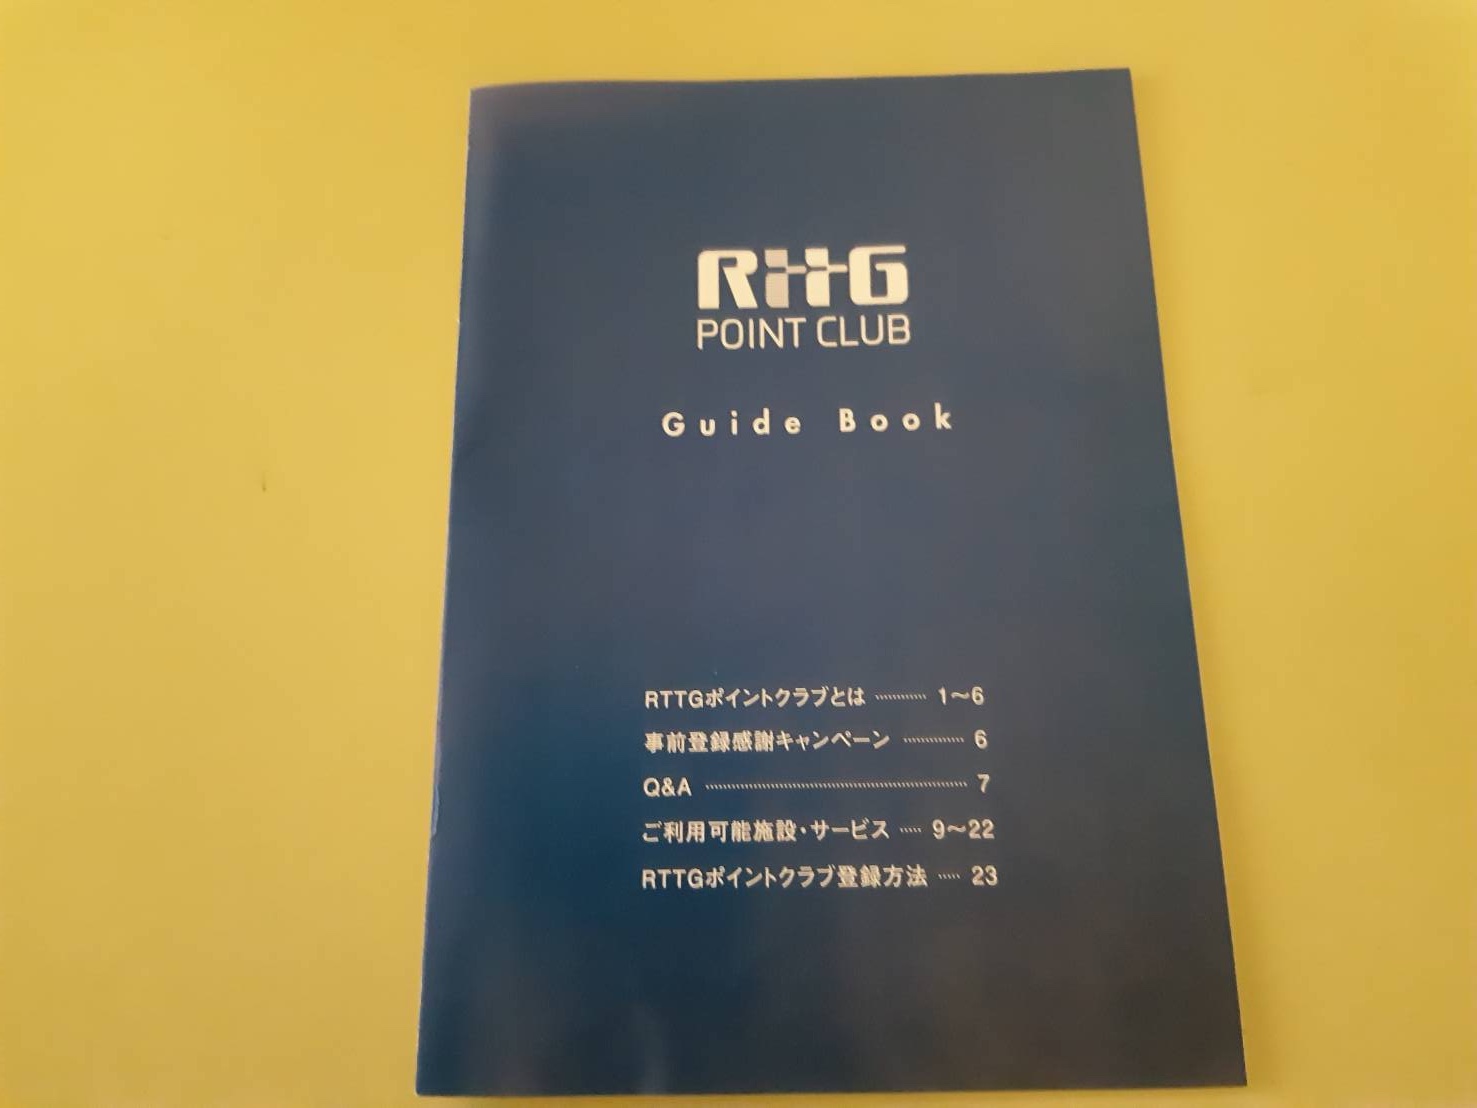 RTTG
POINT CLUB
Guide Book
RTTGポイントクラブとは ………… 1〜6
事前登録感謝キャンペーン ………… 6
Q&A ………………………………… 7
ご利用可能施設・サービス …… 9〜22
RTTGポイントクラブ登録方法 …… 23